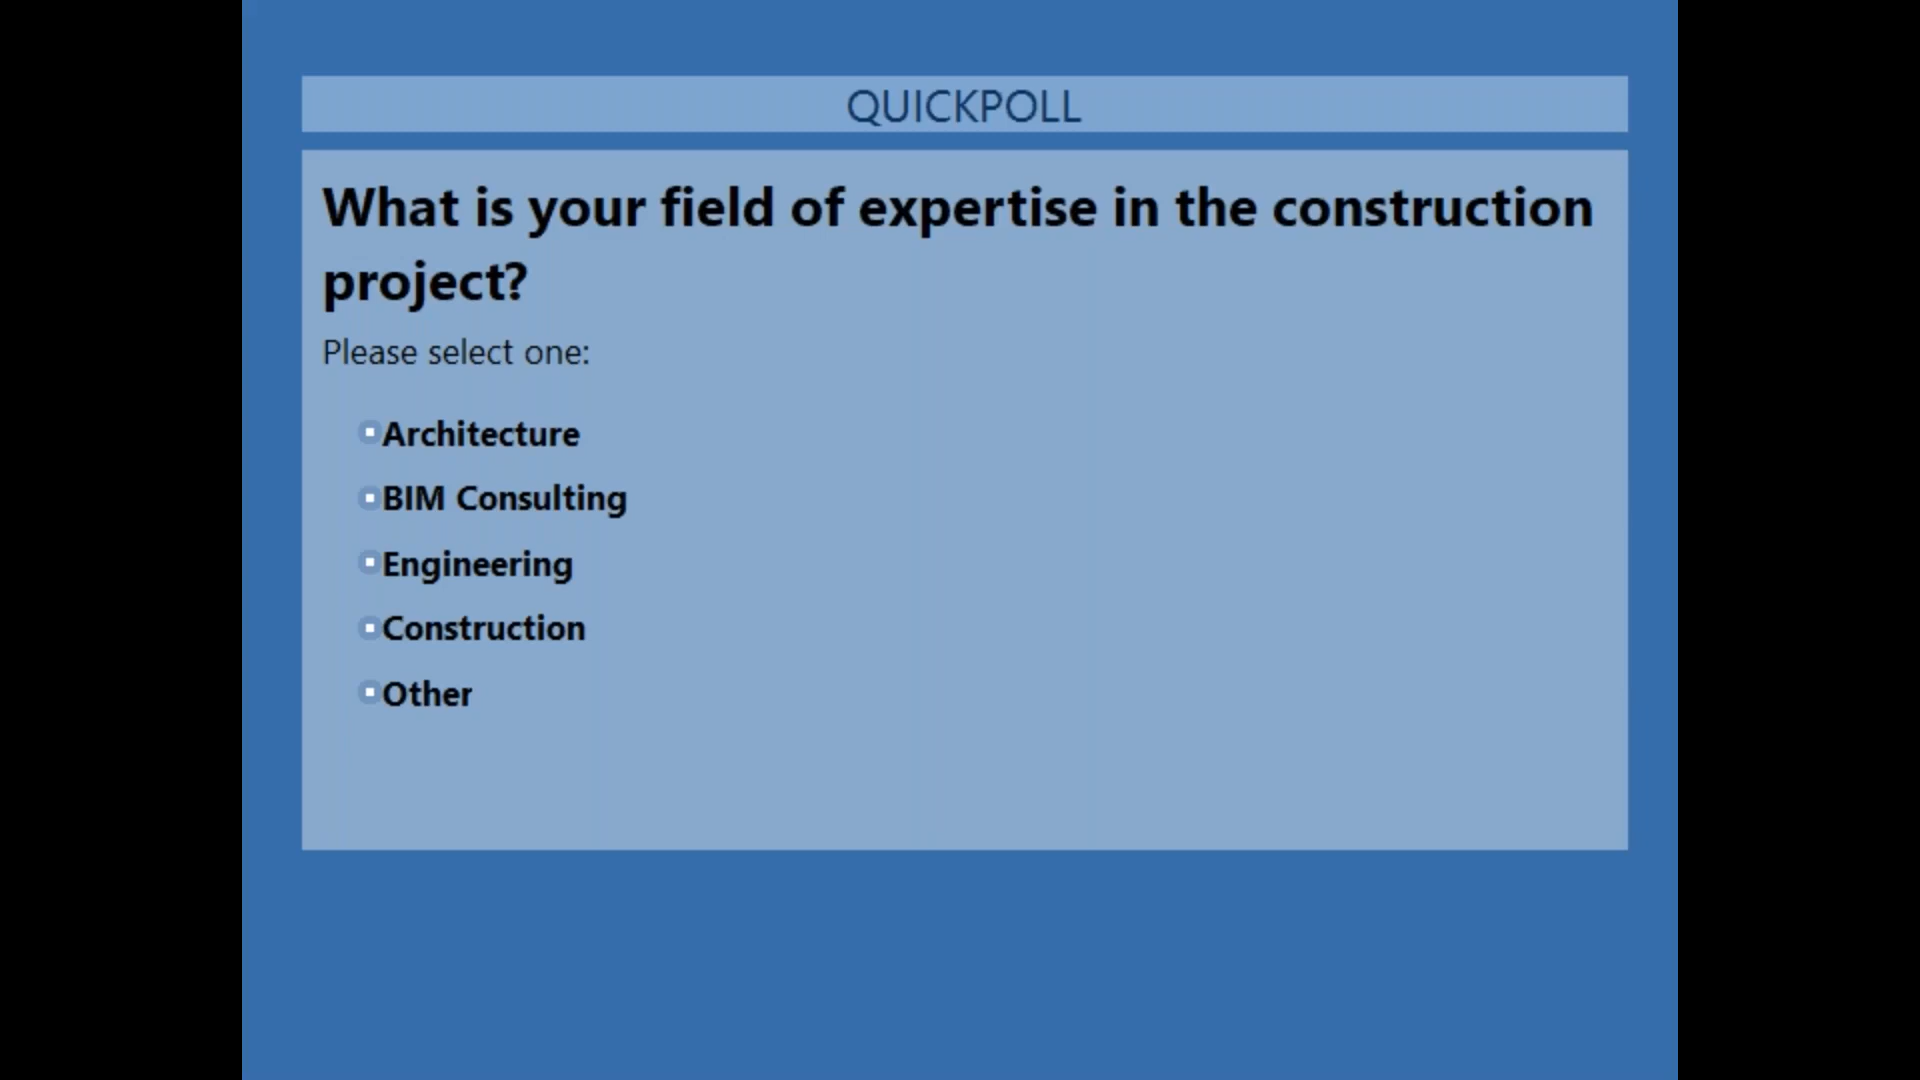 QUICKPOLL
What is your field of expertise in the construction
project?
Please select one:
Architecture
BIM Consulting
Engineering
Construction
Other